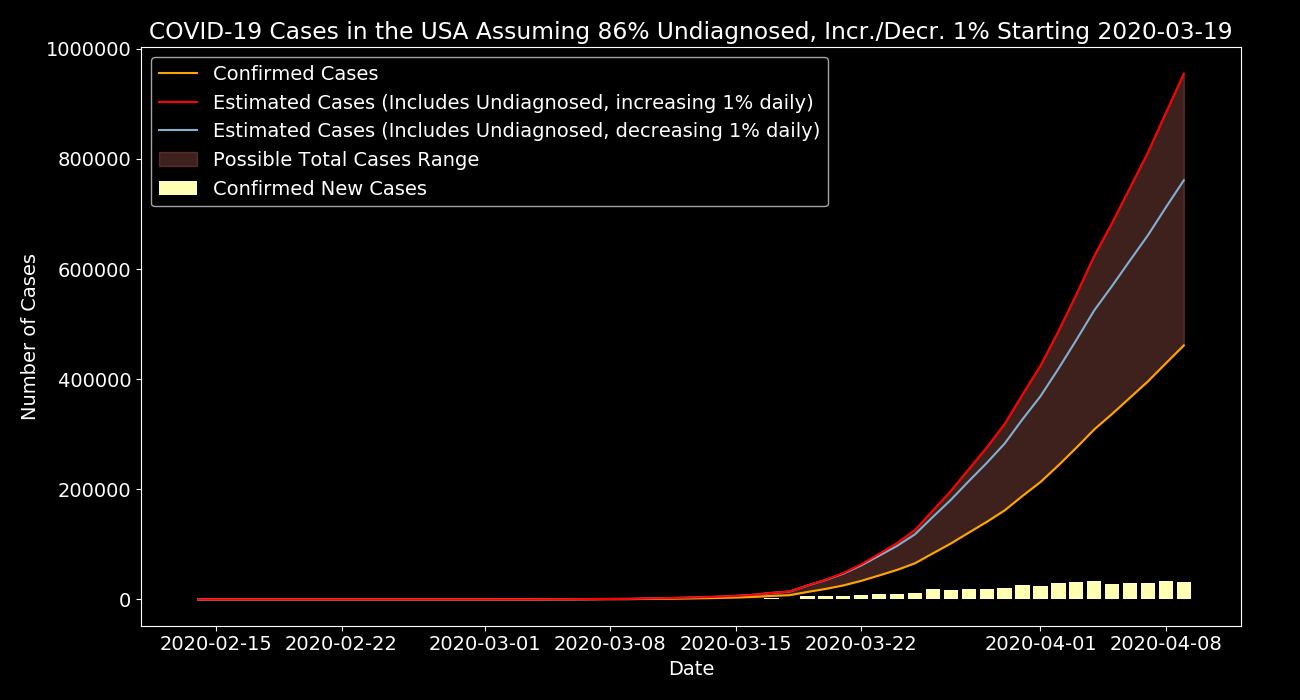 COVID-19 Cases in the USA Assuming 86% Undiagnosed, Incr./Decr. 1% Starting 2020-03-19
1000000
800000
600000
400000
200000
0
Number of Cases
Confirmed Cases
Estimated Cases (Includes Undiagnosed, increasing 1% daily)
Estimated Cases (Includes Undiagnosed, decreasing 1% daily)
Possible Total Cases Range
Confirmed New Cases
2020-02-15 2020-02-22 2020-03-01 2020-03-08 2020-03-15 2020-03-22 2020-04-01 2020-04-08
Date